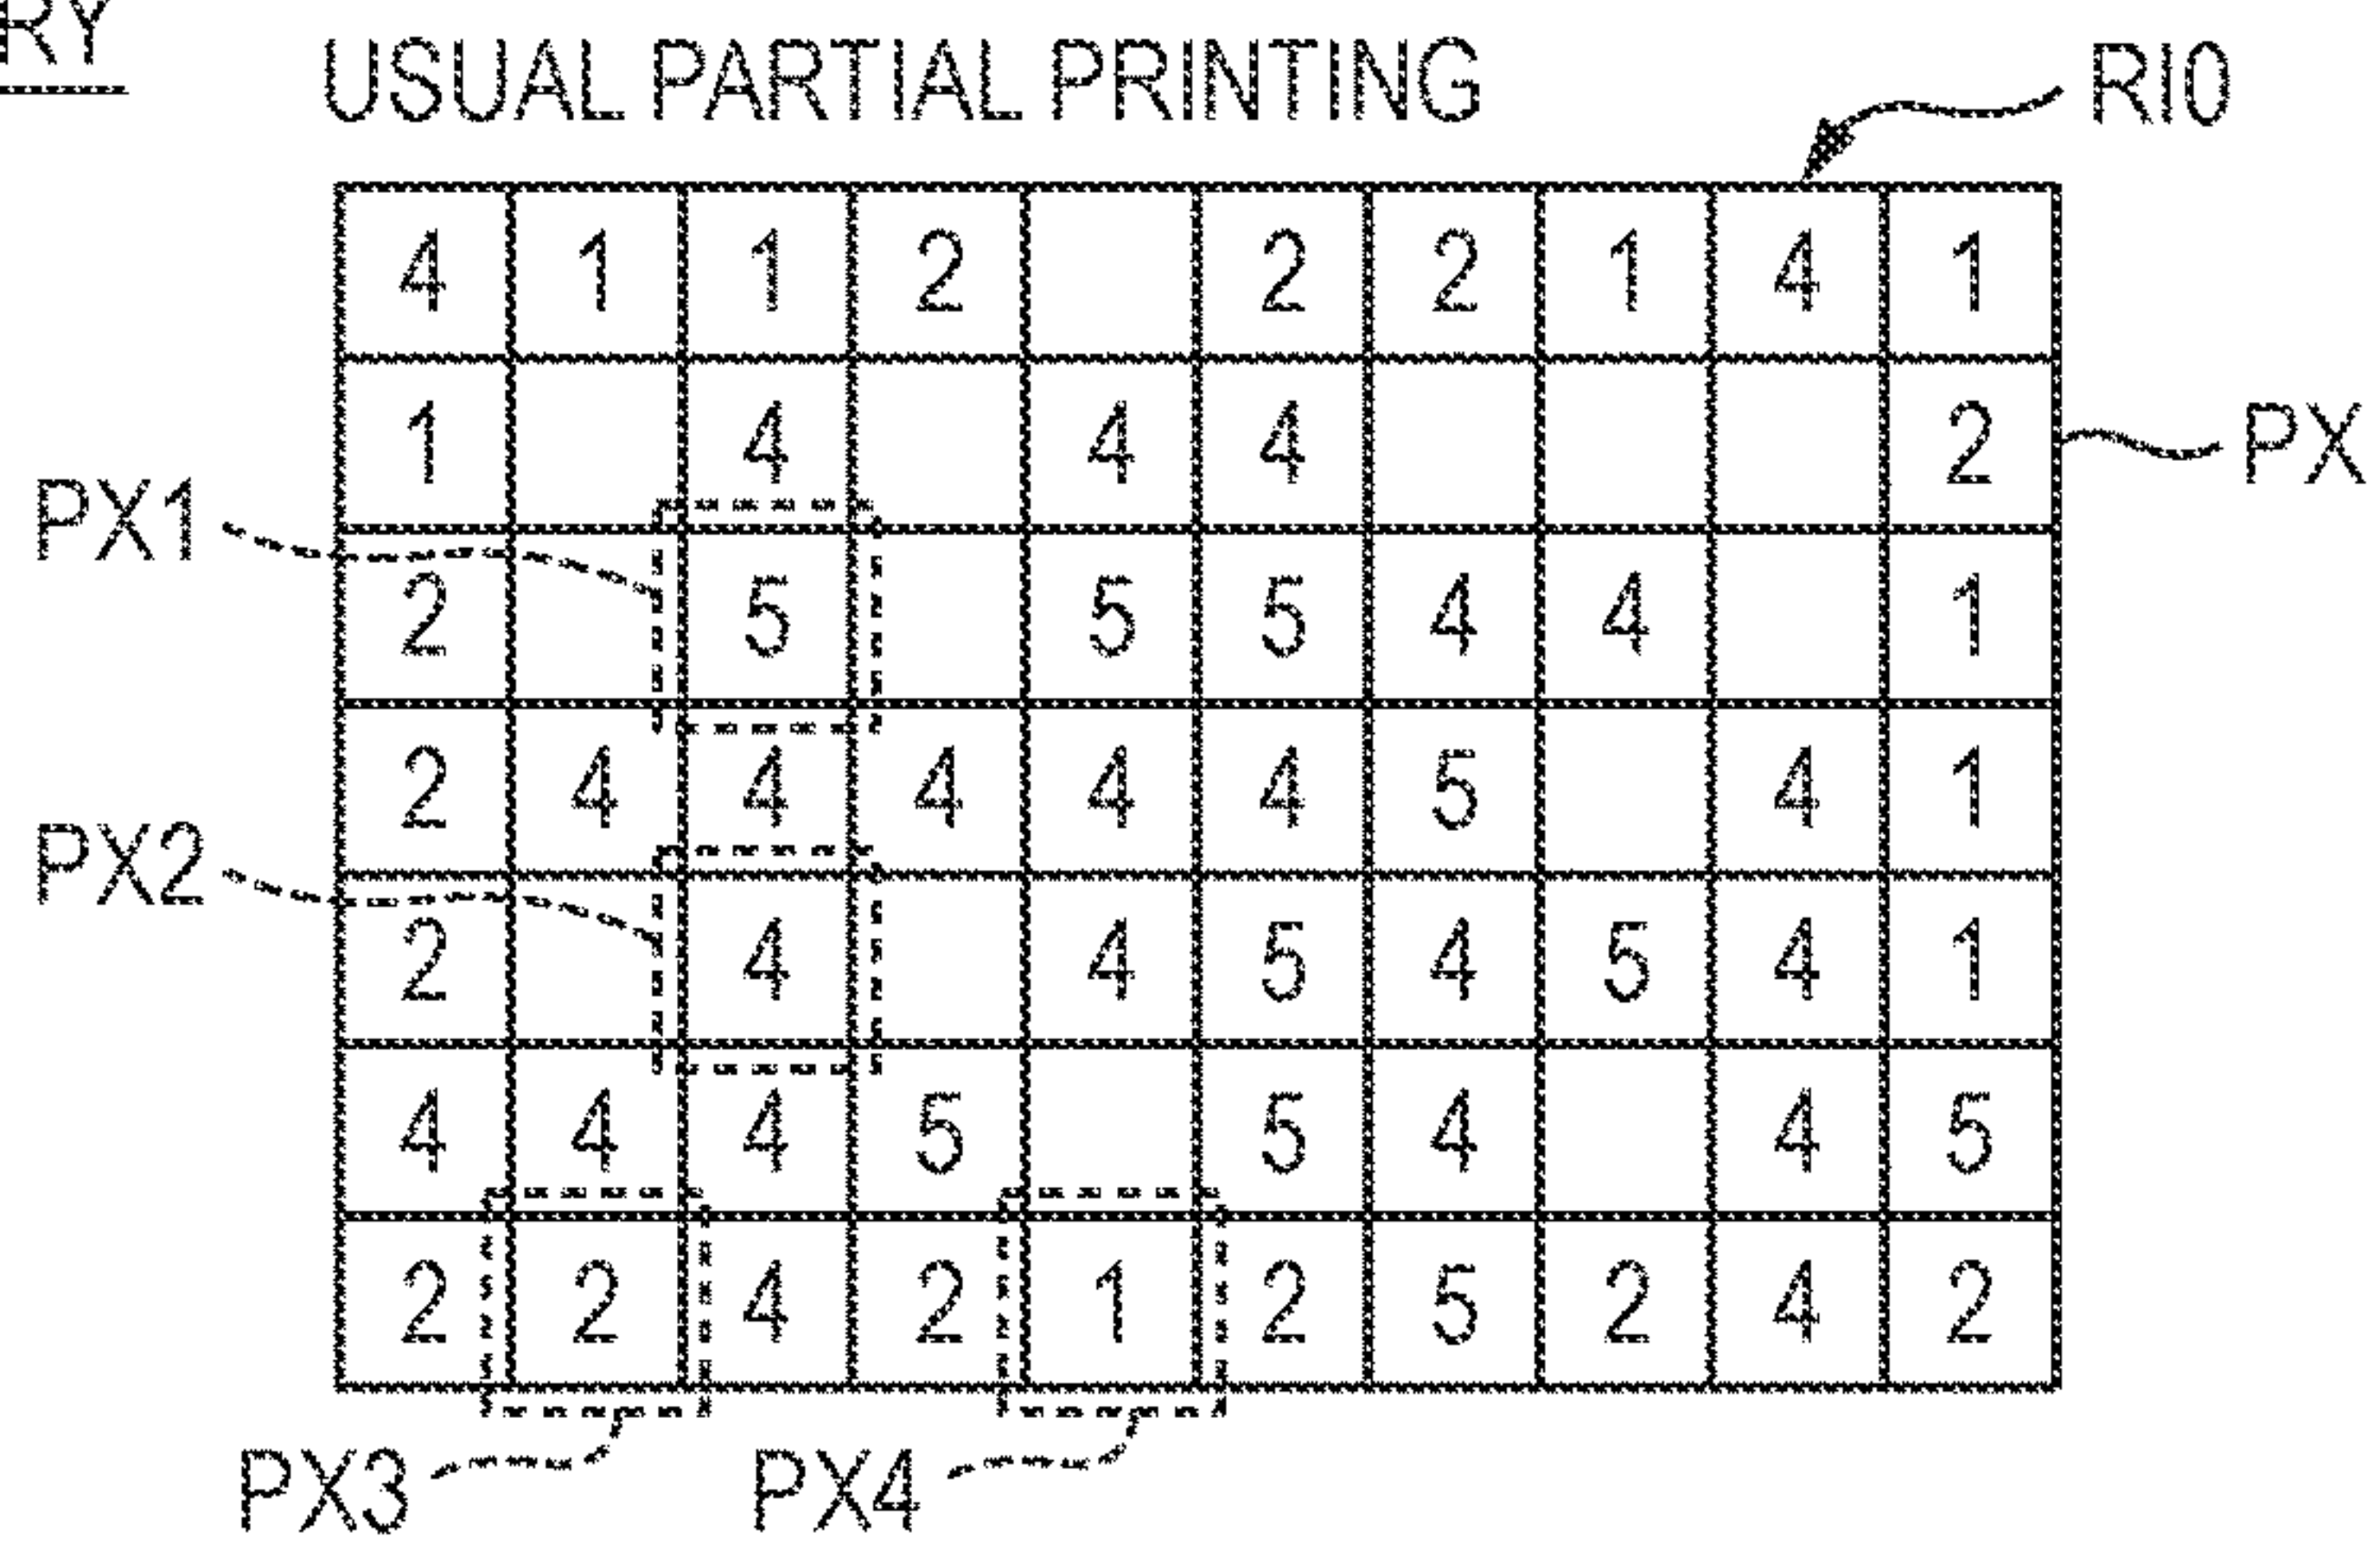 RY
USUAL PARTIAL PRINTING
RI0
4 1 1 2 2 2 1 4 1
1 4 4 4 2
PX
PX1
2 5 5 5 4 4 1
2 4 4 4 4 4 5 4 1
PX2
2 4 4 5 4 5 4 1
4 4 4 5 5 4 4 5
2 2 4 2 1 2 5 2 4 2
PX3 PX4